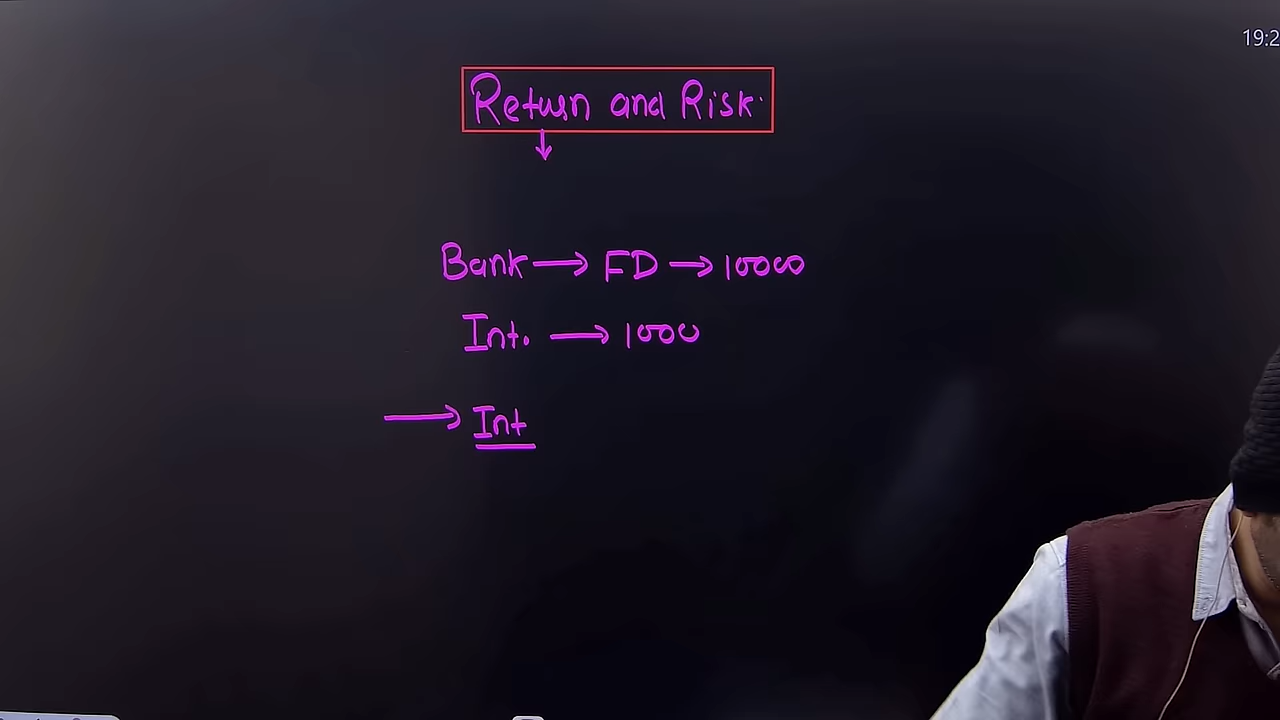 19:2
Return and Risk.
↓
Bank → FD → 10000
Int. → 1000
→ Int